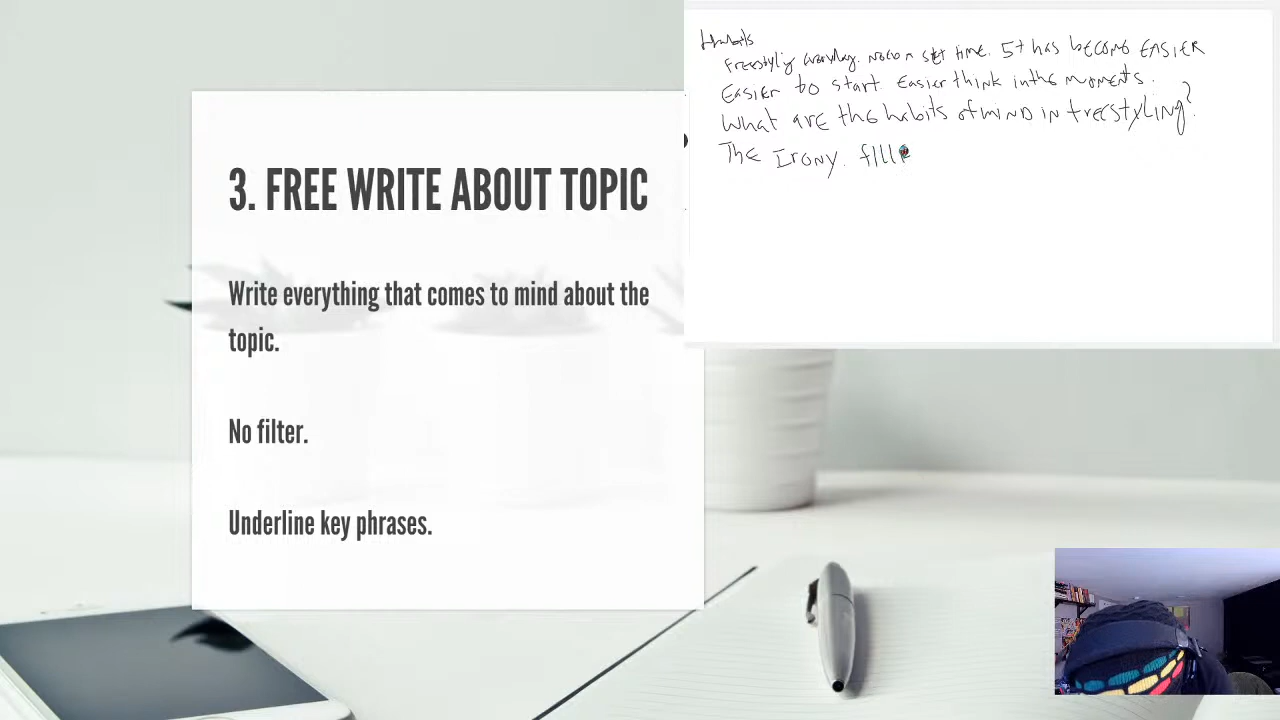 3. FREE WRITE ABOUT TOPIC
Write everything that comes to mind about the
topic.
No filter.
Underline key phrases.
Habits
Freestyling everyday. No set time. It has become EASIER
Easier to start. Easier think in the moments.
What are the habits of mind in freestyling?
The Irony.